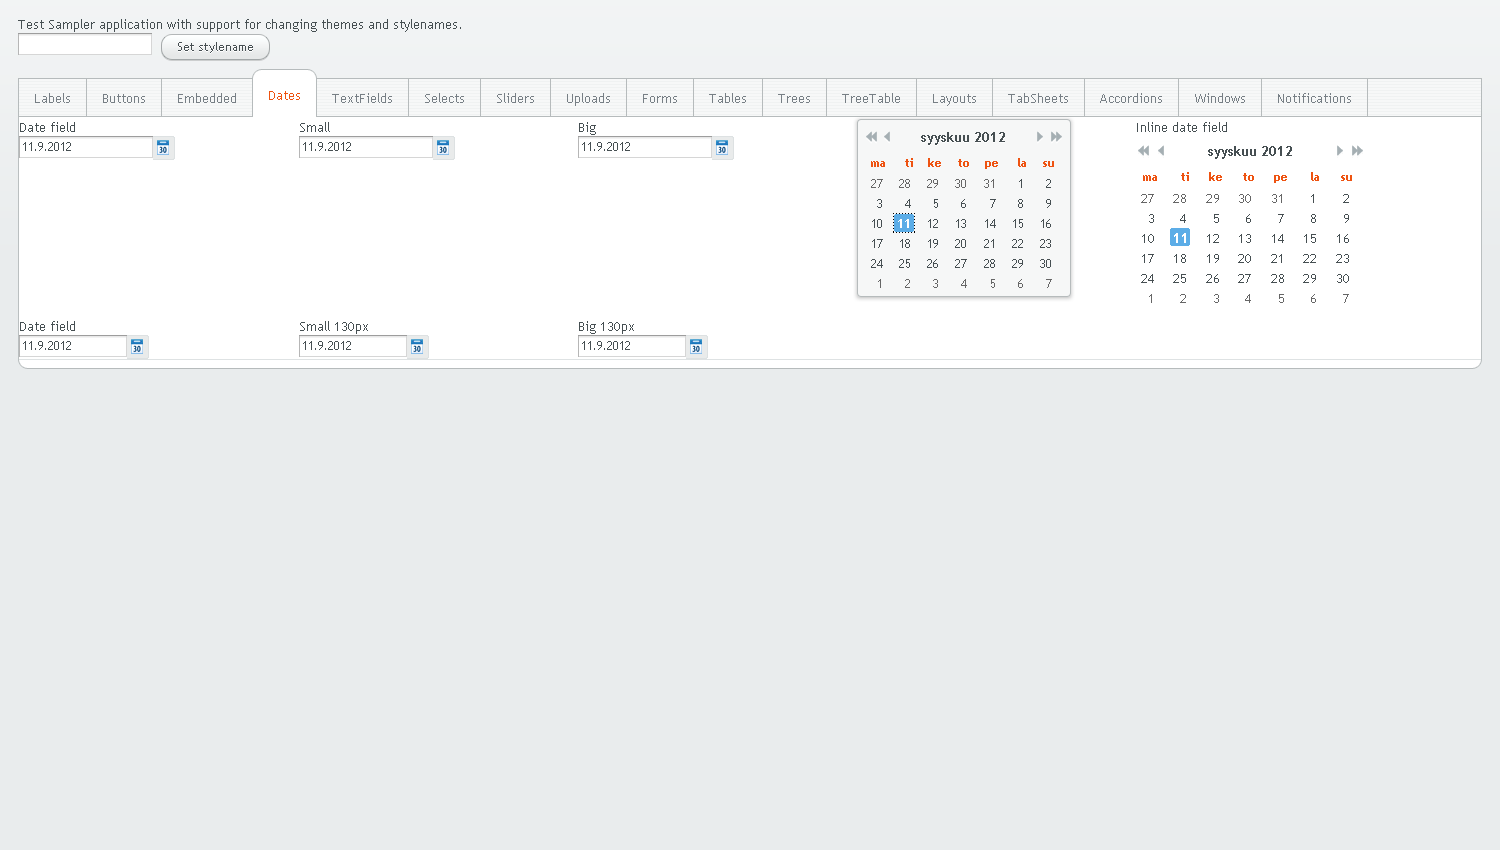 Test Sampler application with support for changing themes and stylenames.
Set stylename
Labels Buttons Embedded Dates TextFields Selects Sliders Uploads Forms Tables Trees TreeTable Layouts TabSheets Accordions Windows Notifications
Date field
11.9.2012
30
Small
11.9.2012
30
Big
11.9.2012
30
syyskuu 2012
ma ti ke to pe la su
27 28 29 30 31 1 2
3 4 5 6 7 8 9
10 11 12 13 14 15 16
17 18 19 20 21 22 23
24 25 26 27 28 29 30
1 2 3 4 5 6 7
Inline date field
syyskuu 2012
ma ti ke to pe la su
27 28 29 30 31 1 2
3 4 5 6 7 8 9
10 11 12 13 14 15 16
17 18 19 20 21 22 23
24 25 26 27 28 29 30
1 2 3 4 5 6 7
Date field
11.9.2012
30
Small 130px
11.9.2012
30
Big 130px
11.9.2012
30